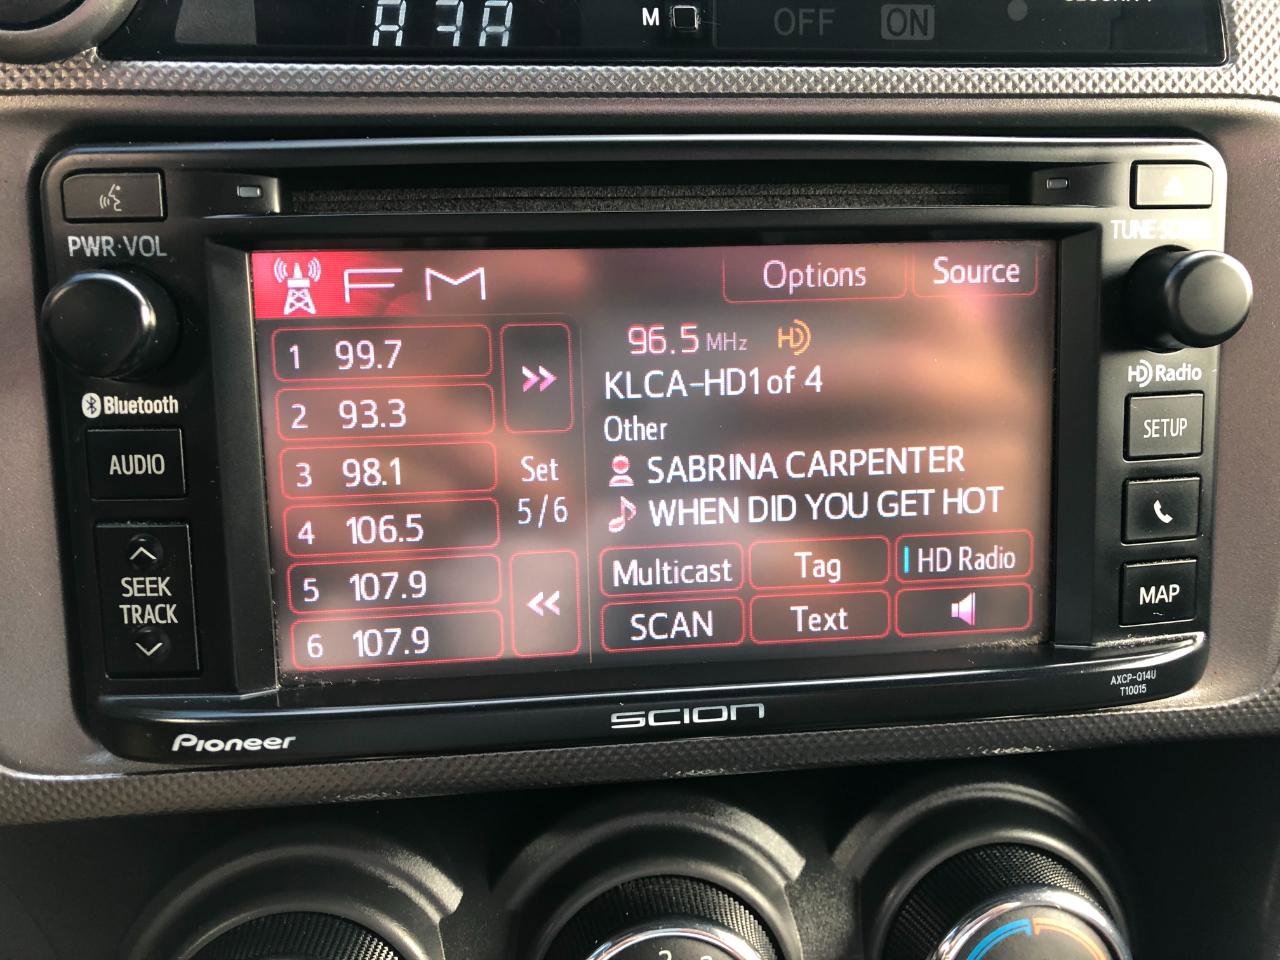 M
OFF ON
PWR·VOL
FM
Options
Source
1 99.7
2 93.3
3 98.1
4 106.5
5 107.9
6 107.9
Set
5/6
96.5 MHz HD
KLCA-HD1 of 4
Other
SABRINA CARPENTER
WHEN DID YOU GET HOT
Multicast
Tag
HD Radio
SCAN
Text
Bluetooth
AUDIO
SEEK
TRACK
HD Radio
SETUP
MAP
AXCP-Q14U
T10015
SCION
Pioneer